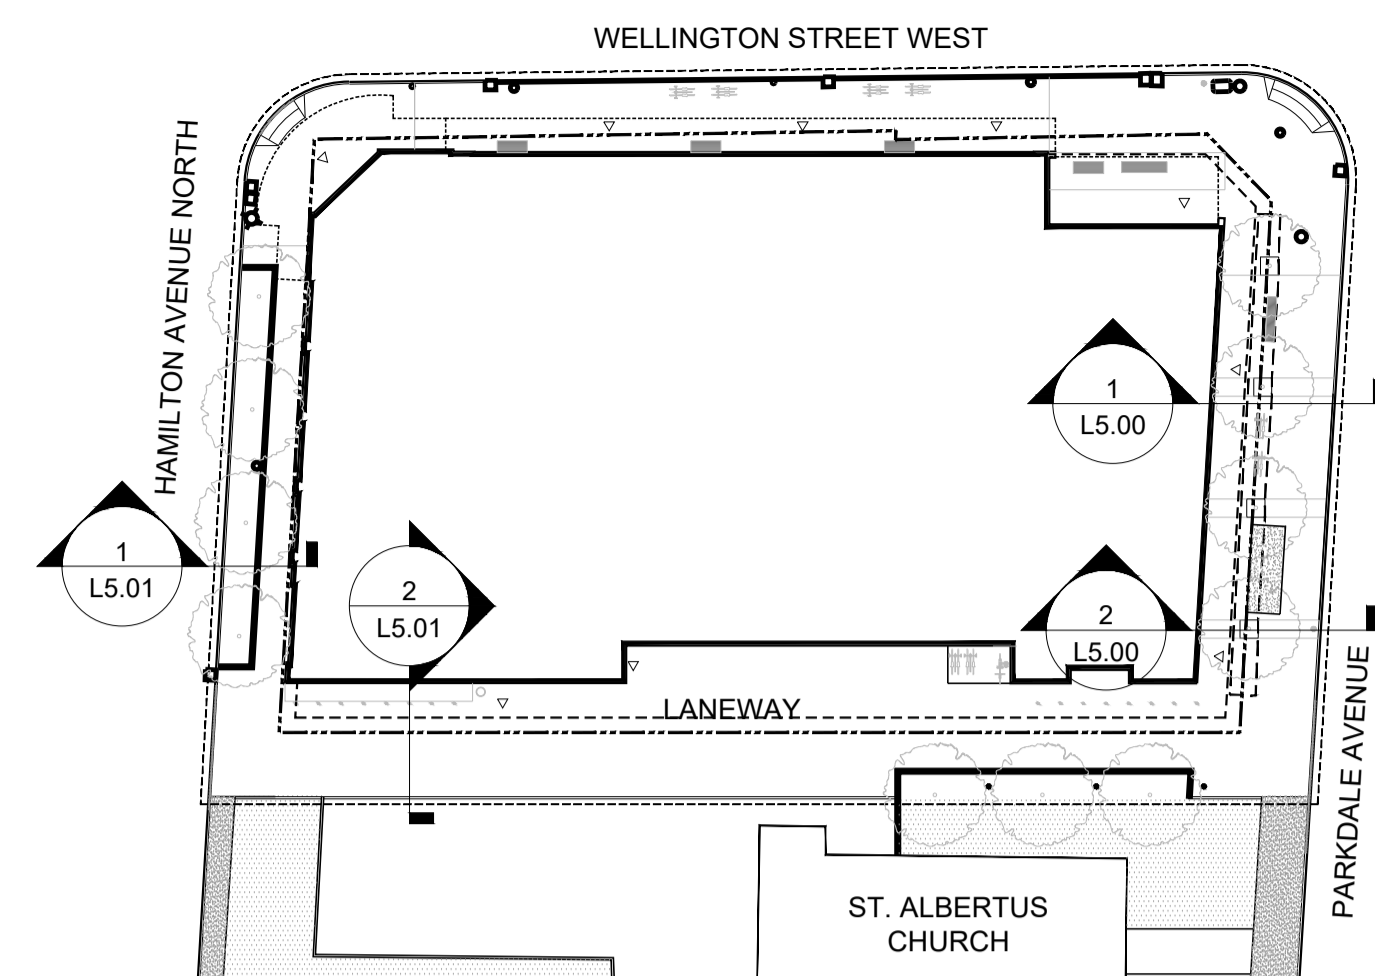 WELLINGTON STREET WEST
HAMILTON AVENUE NORTH
1
L5.00
1
L5.01
2
L5.01
2
L5.00
LANEWAY
PARKDALE AVENUE
ST. ALBERTUS
CHURCH